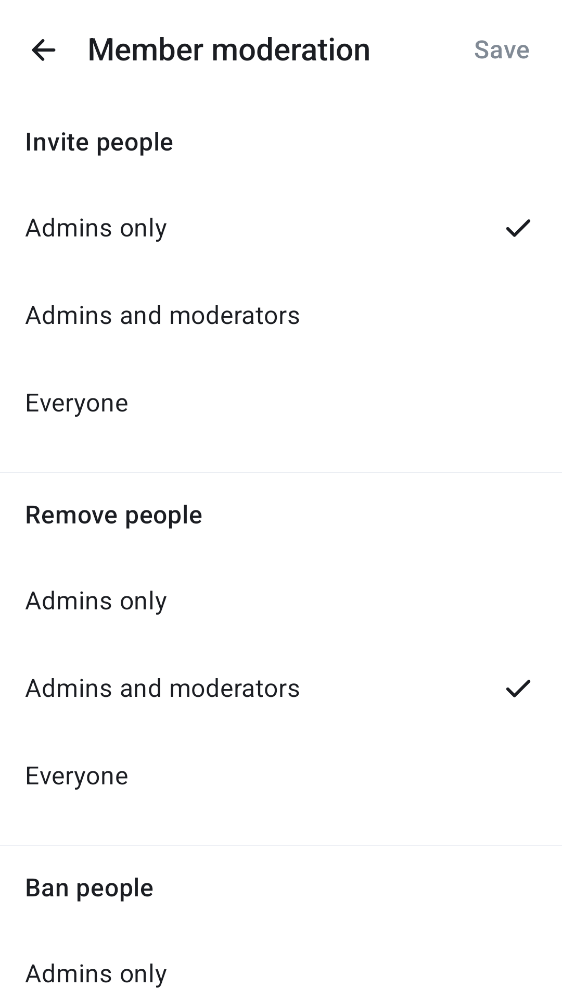 Member moderation
Save
Invite people
Admins only
Admins and moderators
Everyone
Remove people
Admins only
Admins and moderators
Everyone
Ban people
Admins only